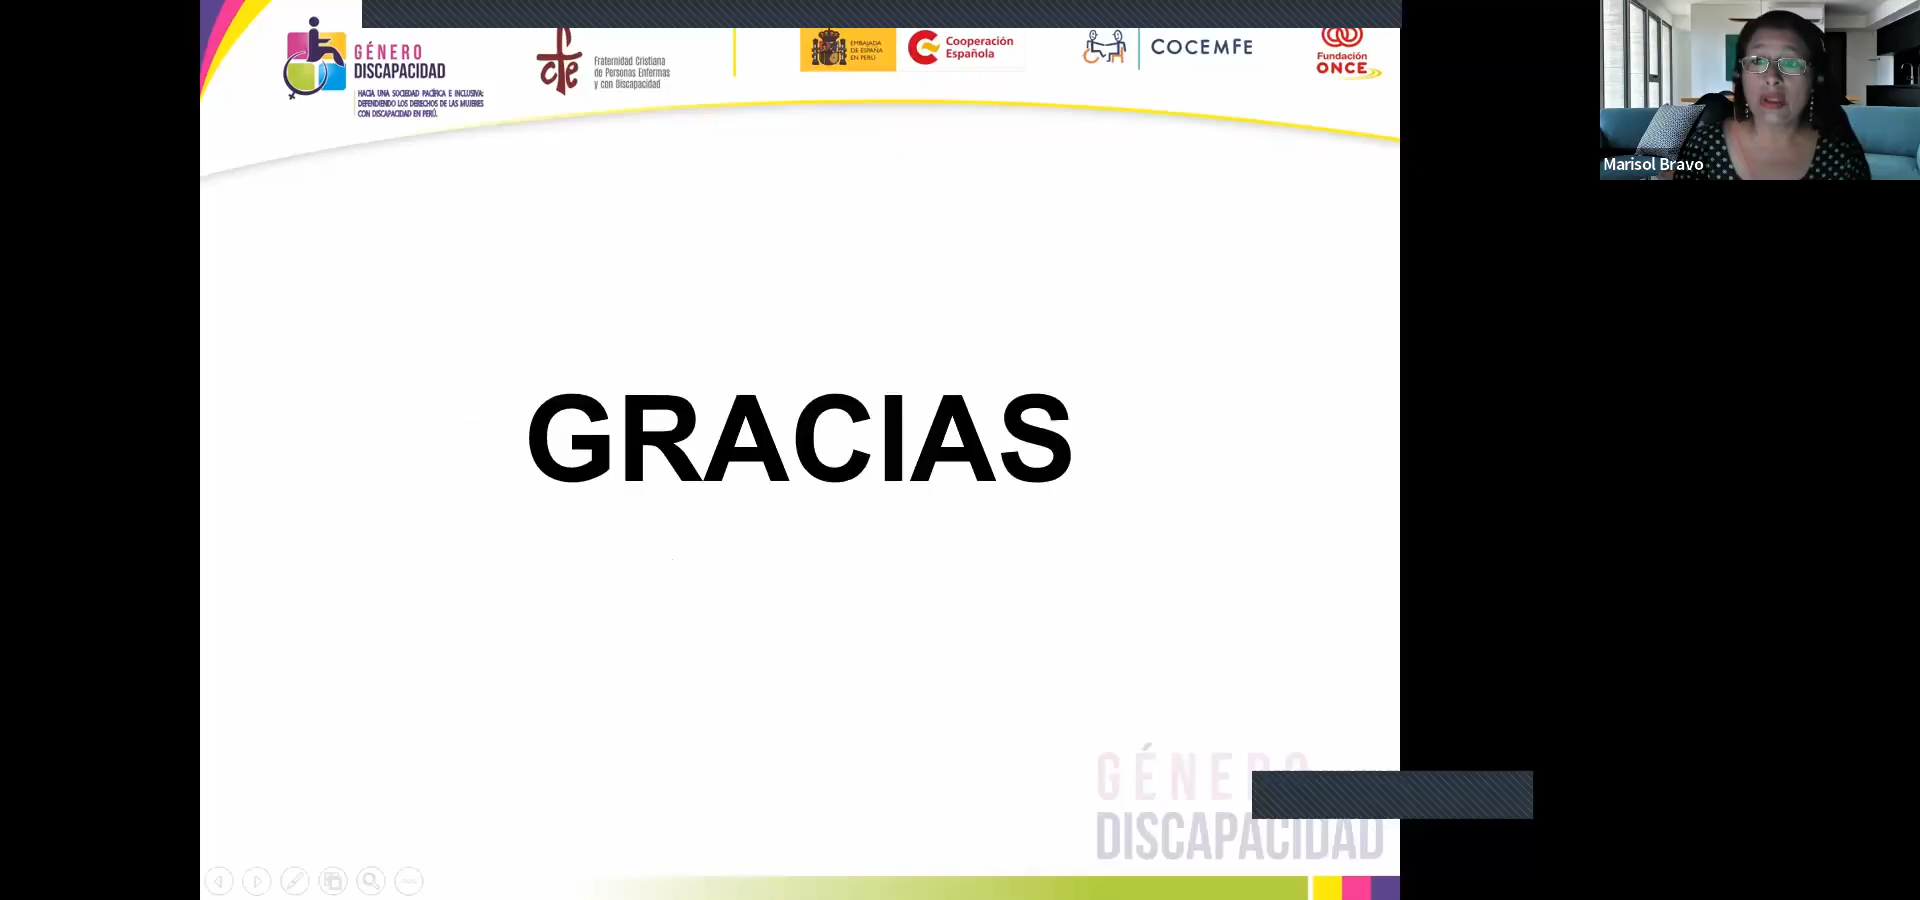 GÉNERO
DISCAPACIDAD
HACIA UNA SOCIEDAD PACÍFICA E INCLUSIVA:
DEFENDIENDO LOS DERECHOS DE LAS MUJERES
CON DISCAPACIDAD EN PERÚ.
Fraternidad Cristiana
de Personas Enfermas
y con Discapacidad
EMBAJADA
DE ESPAÑA
EN PERÚ
Cooperación
Española
COCEMFE
Fundación
ONCE
Marisol Bravo
GRACIAS
GÉNERO
DISCAPACIDAD